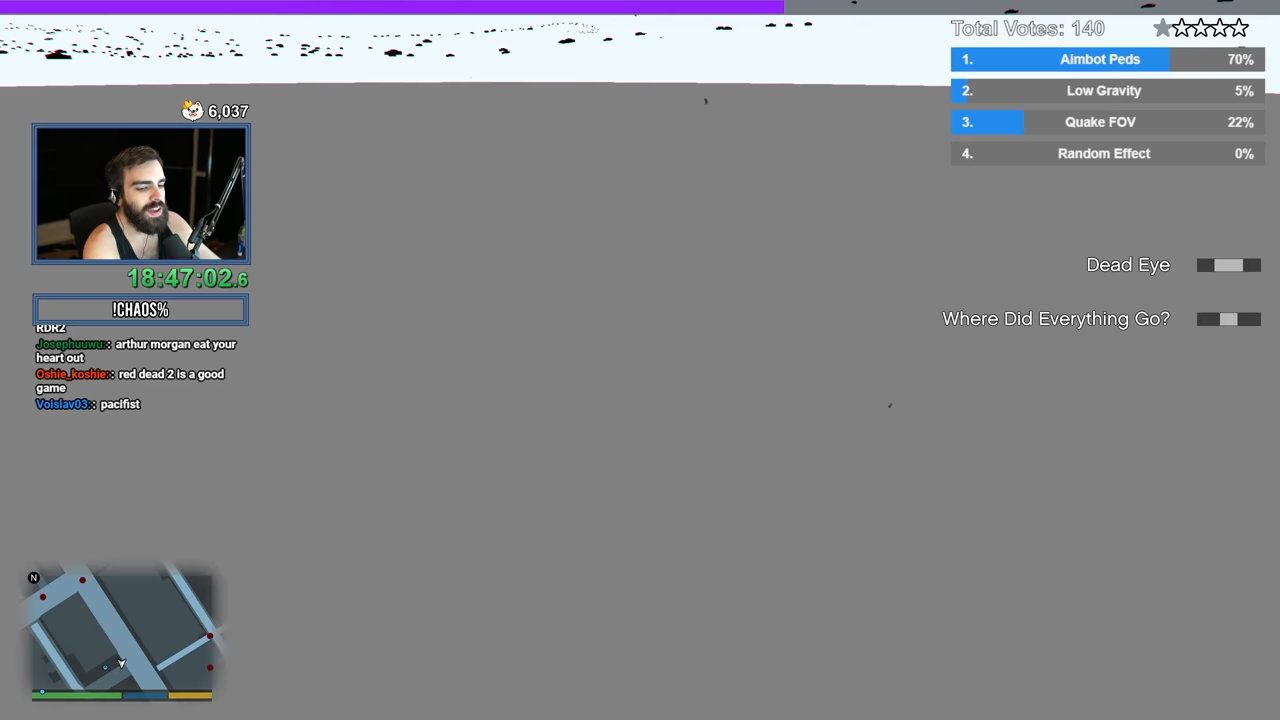 Total Votes: 140
1. Aimbot Peds 70%
2. Low Gravity 5%
3. Quake FOV 22%
4. Random Effect 0%
6,037
18:47:02.6
!CHAOS%
RDR2
Josephuuwu:: arthur morgan eat your
heart out
Oshie_koshie:: red dead 2 is a good
game
Voislav03:: pacifist
Dead Eye
Where Did Everything Go?
N